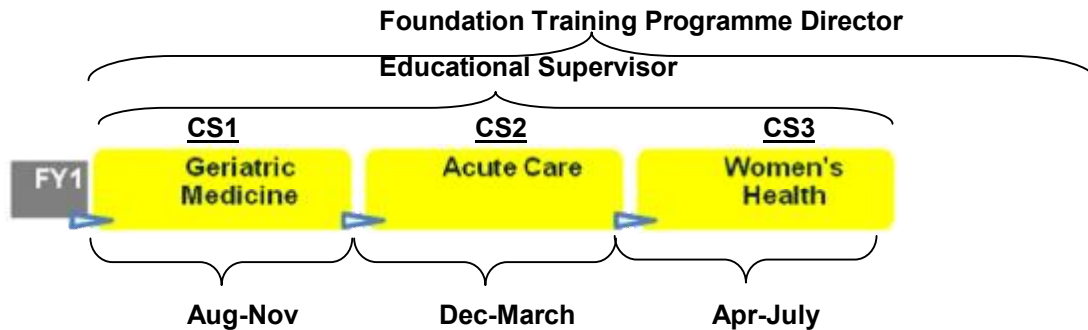 Foundation Training Programme Director
Educational Supervisor
CS1 CS2 CS3
FY1
Geriatric
Medicine
Acute Care
Women's
Health
Aug-Nov Dec-March Apr-July